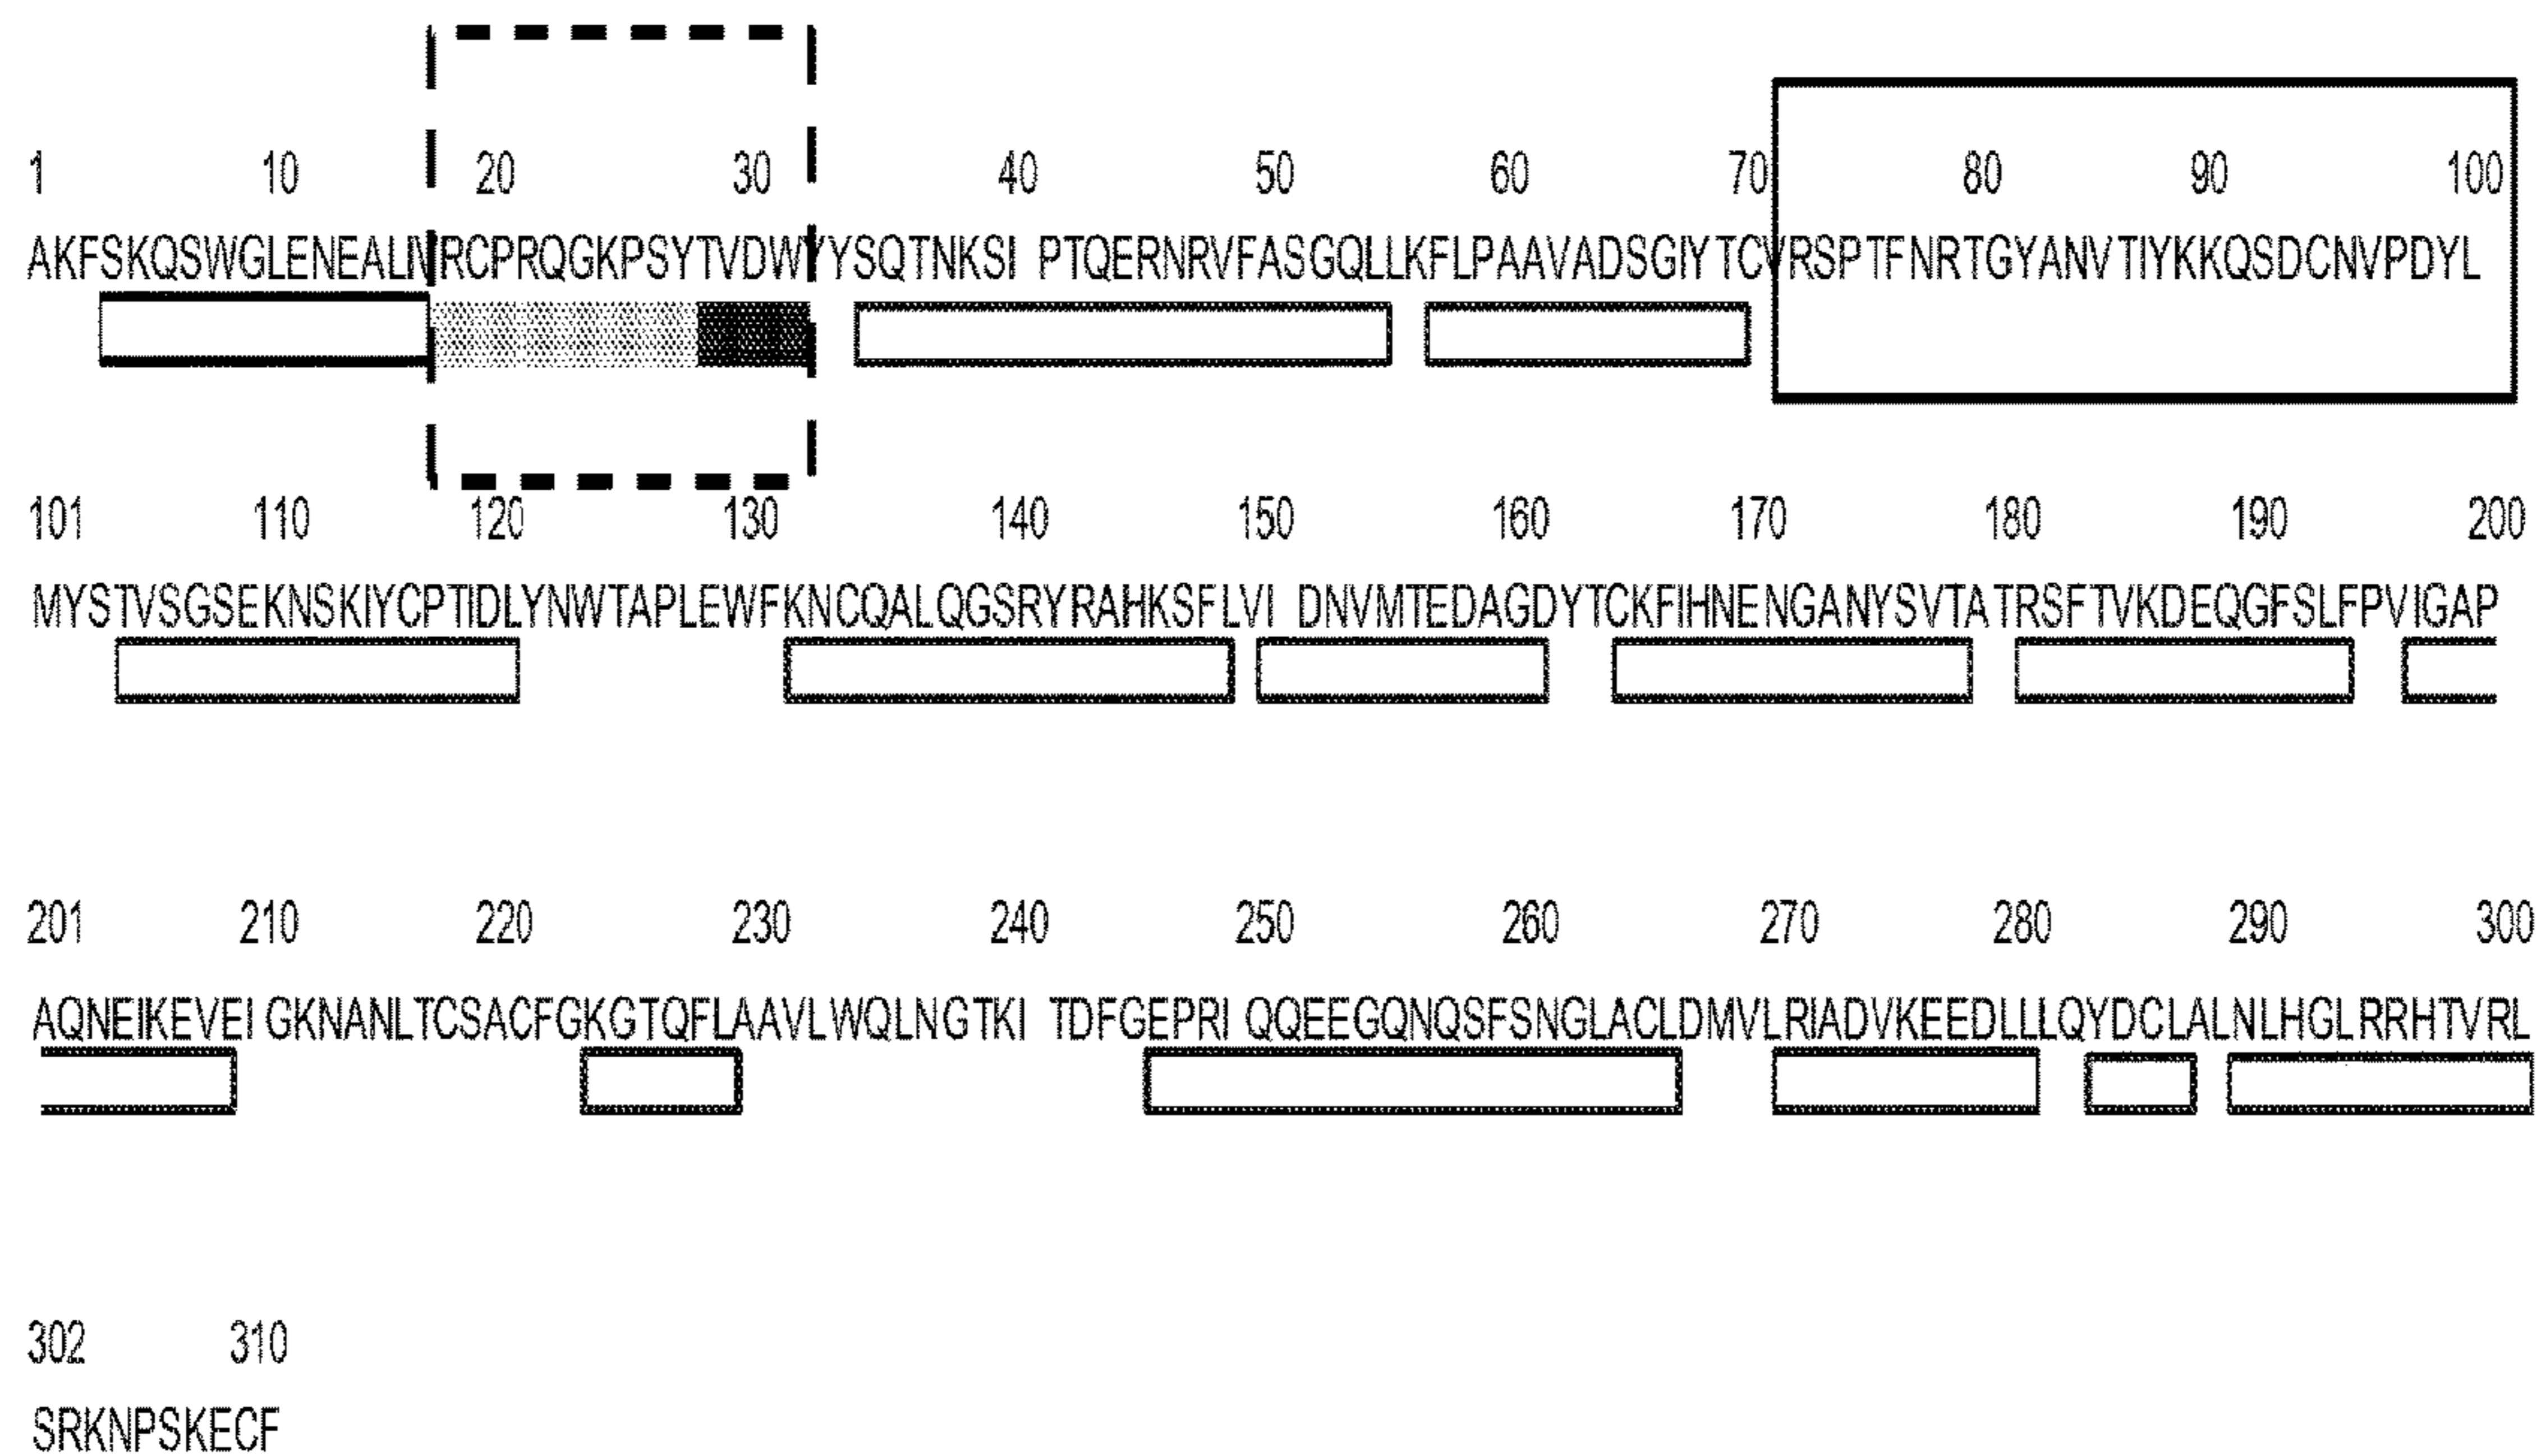 1 10 20 30 40 50 60 70 80 90 100
AKFSKQSWGLENEALIVRCPRQGKPSYTVDWYYSQTNKSI PTQERNRVFASGQLLKFLPAAVADSGIYTCVRSPTFNRTGYANVTIYKKQSDCNVPDYL
101 110 120 130 140 150 160 170 180 190 200
MYSTVSGSEKNSKIYCPTIDLYNWTAPLEWFKNCQALQGSRYRAHKSFLVI DNVMTEDAGDYTCKFIHNENGANYSVTATRSFTVKDEQGFSLFPVIGAP
201 210 220 230 240 250 260 270 280 290 300
AQNEIKEVEIGKNANLTCSACFGKGTQFLAAVLWQLNGTKI TDFGEPRI QQEEGQNQSFSNGLACLDMVLRIADVKEEDLLLQYDCLALNLHGLRRHTVRL
302 310
SRKNPSKECF